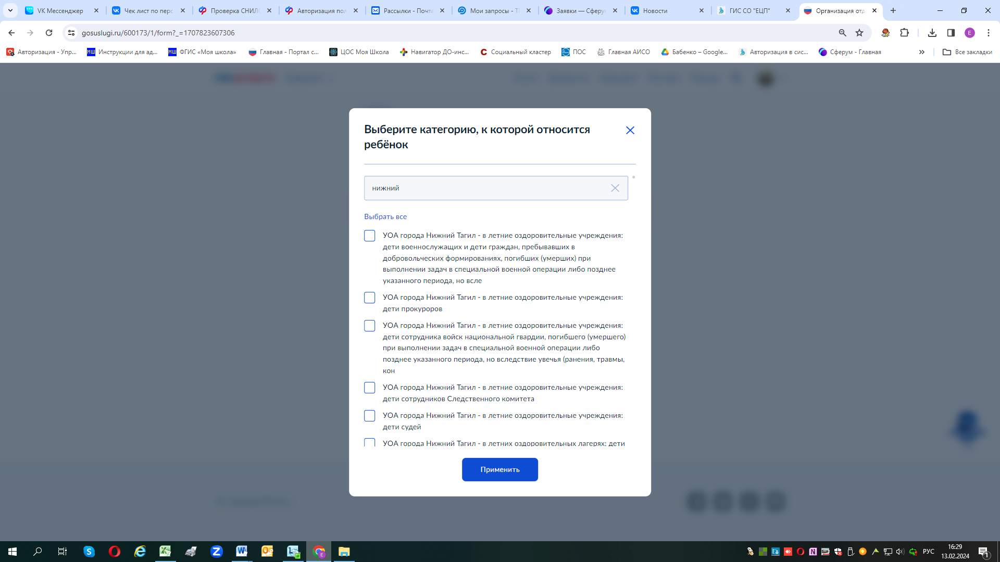 VK Мессенджер
Чек лист по перс
Проверка СНИЛС
Авторизация пол
Рассылки - Почта
Мои запросы - T
Заявки — Сферу
Новости
ГИС СО "ЕЦП"
Организация отд
gosuslugi.ru/600173/1/form?_=1707823607306
E
Авторизация - Упр...
МШ Инструкции для ад...
МШ ФГИС «Моя школа»
Главная - Портал с...
ЦОС Моя Школа
Навигатор ДО-инс...
Социальный кластер
ПОС
Главная АИСО
Бабенко – Google...
Авторизация в сис...
Сферум - Главная
Все закладки
Выберите категорию, к которой относится
ребёнок
нижний
Выбрать все
УОА города Нижний Тагил - в летние оздоровительные учреждения:
дети военнослужащих и дети граждан, пребывавших в
добровольческих формированиях, погибших (умерших) при
выполнении задач в специальной военной операции либо позднее
указанного периода, но всле
УОА города Нижний Тагил - в летние оздоровительные учреждения:
дети прокуроров
УОА города Нижний Тагил - в летние оздоровительные учреждения:
дети сотрудника войск национальной гвардии, погибшего (умершего)
при выполнении задач в специальной военной операции либо
позднее указанного периода, но вследствие увечья (ранения, травмы,
кон
УОА города Нижний Тагил - в летние оздоровительные учреждения:
дети сотрудников Следственного комитета
УОА города Нижний Тагил - в летние оздоровительные учреждения:
дети судей
УОА города Нижний Тагил - в летних оздоровительных лагерях: дети
Применить
РУС
16:29
13.02.2024
1